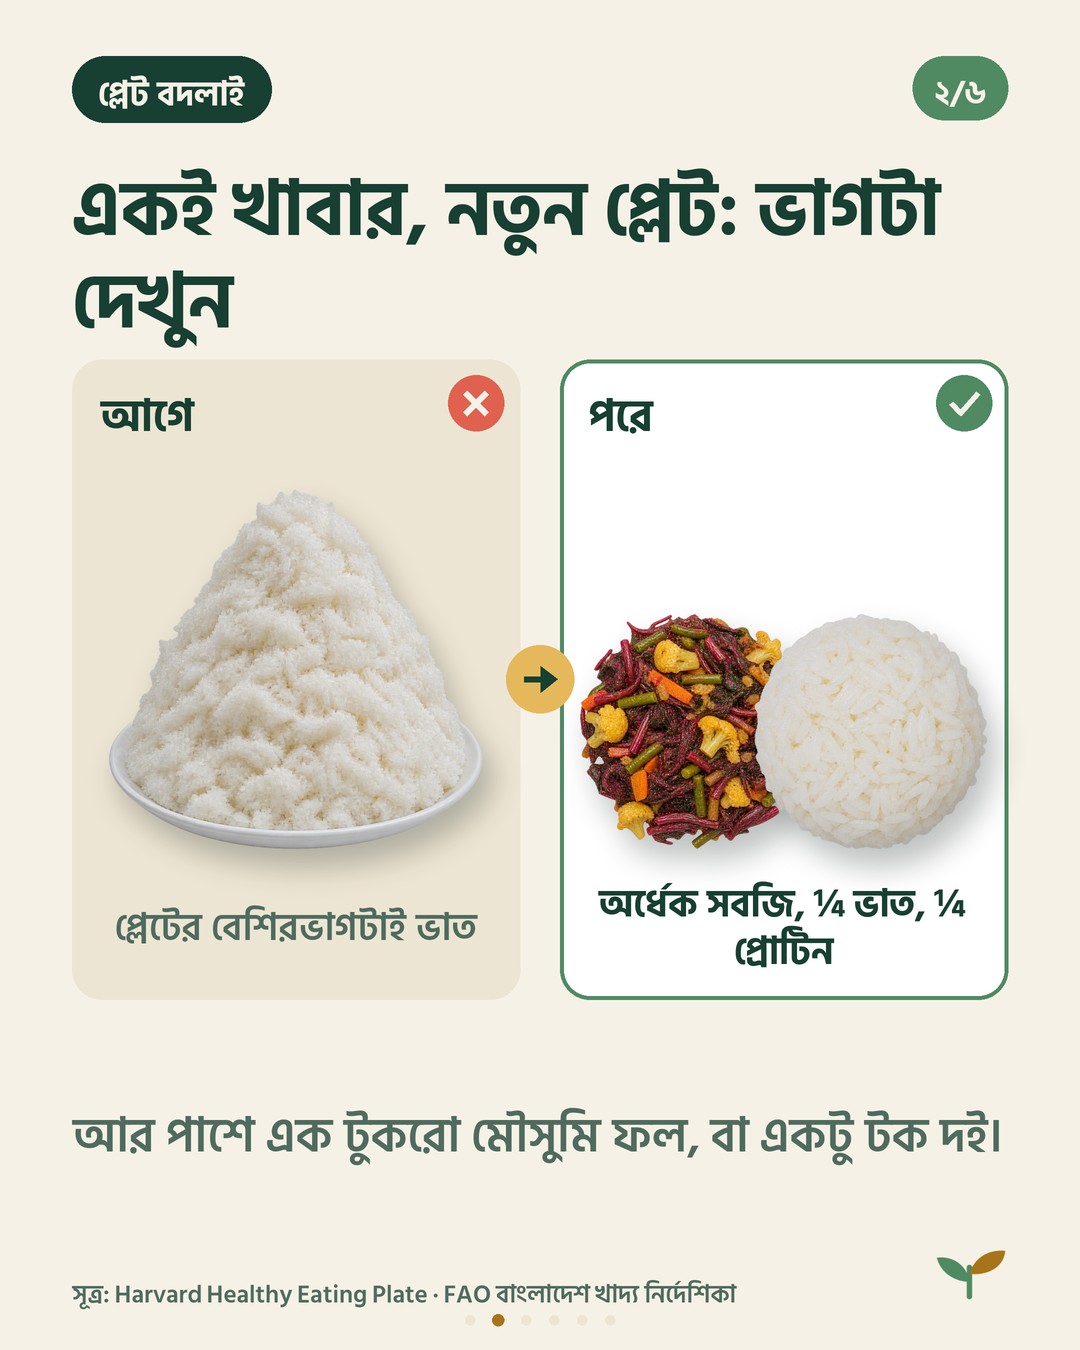 প্লেট বদলাই
২/৬
একই খাবার, নতুন প্লেট: ভাগটা
দেখুন
আগে
পরে
প্লেটের বেশিরভাগটাই ভাত
অর্ধেক সবজি, ¼ ভাত, ¼
প্রোটিন
আর পাশে এক টুকরো মৌসুমি ফল, বা একটু টক দই।
সূত্র: Harvard Healthy Eating Plate · FAO বাংলাদেশ খাদ্য নির্দেশিকা